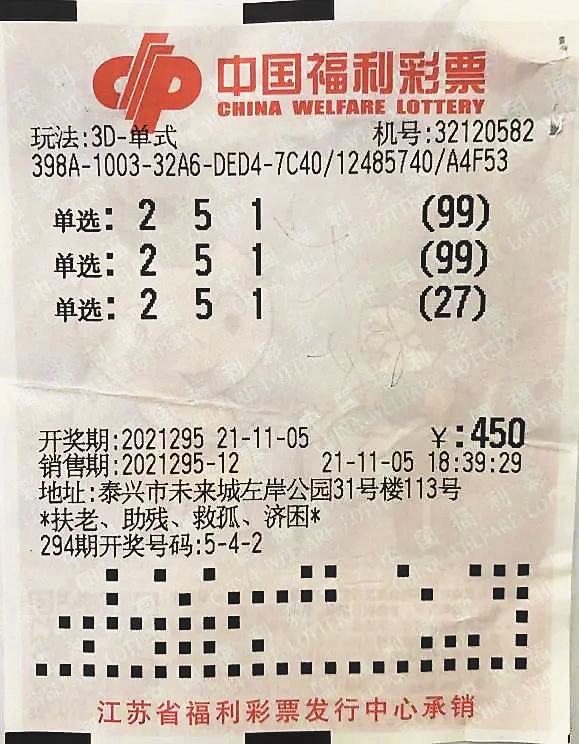 中国福利彩票
CHINA WELFARE LOTTERY
玩法:3D-单式 机号:32120582
398A-1003-32A6-DED4-7C40/12485740/A4F53
单选: 2 5 1 (99)
单选: 2 5 1 (99)
单选: 2 5 1 (27)
开奖期:2021295 21-11-05 ¥:450
销售期:2021295-12 21-11-05 18:39:29
地址:泰兴市未来城左岸公园31号楼113号
*扶老、助残、救孤、济困*
294期开奖号码:5-4-2
江苏省福利彩票发行中心承销